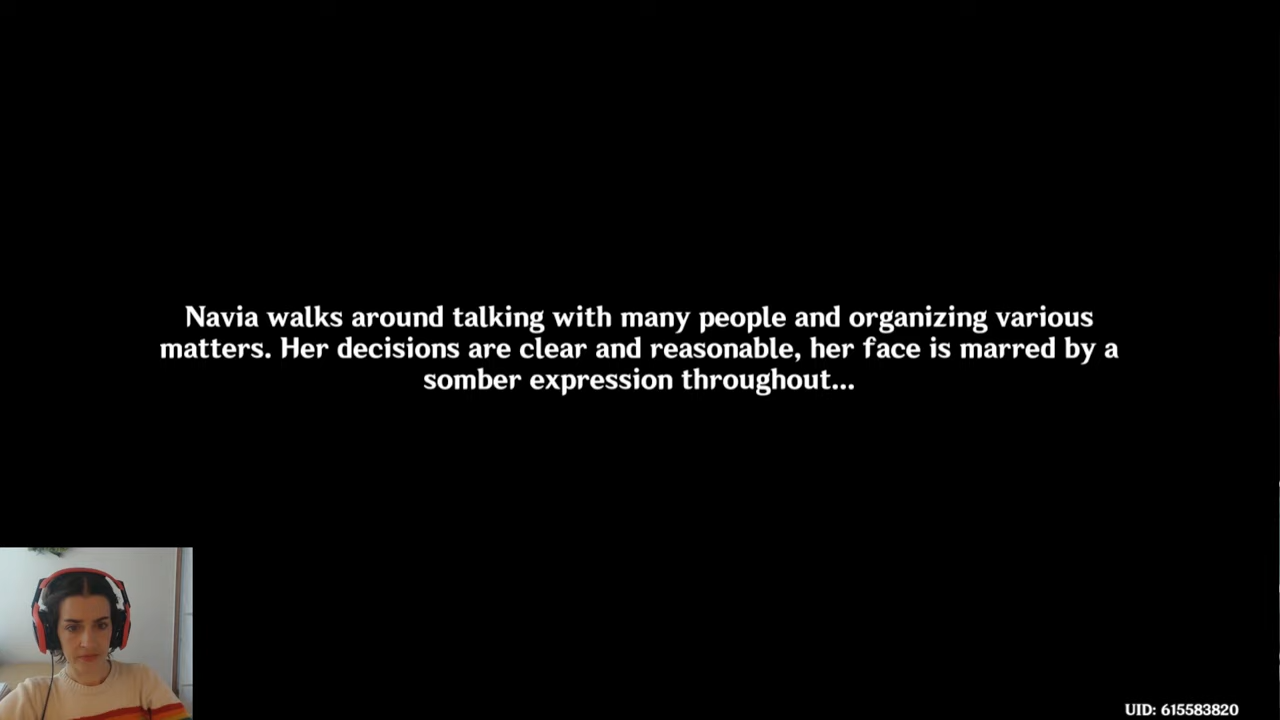 Navia walks around talking with many people and organizing various
matters. Her decisions are clear and reasonable, her face is marred by a
somber expression throughout...
UID: 615583820